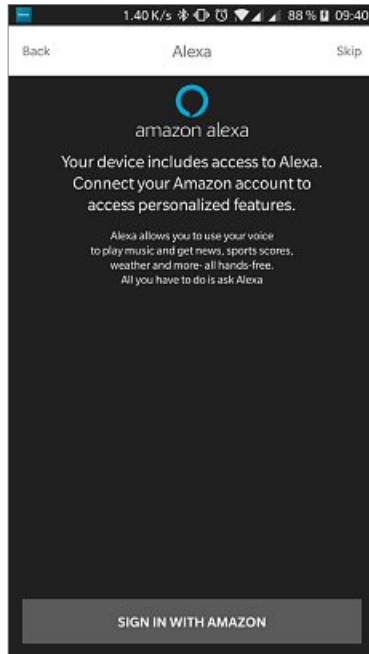 1.40 K/s 88 % 09:40
Back Alexa Skip
amazon alexa
Your device includes access to Alexa.
Connect your Amazon account to
access personalized features.
Alexa allows you to use your voice
to play music and get news, sports scores,
weather and more- all hands-free.
All you have to do is ask Alexa
SIGN IN WITH AMAZON